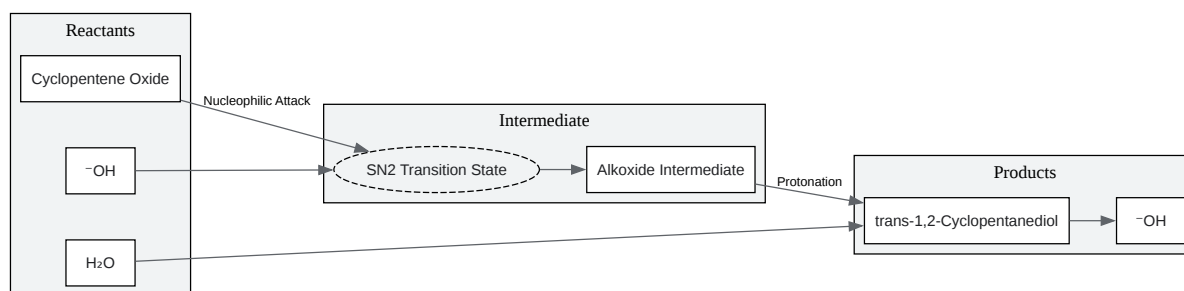 Reactants
Cyclopentene Oxide
Nucleophilic Attack
⁻OH
H₂O
Intermediate
SN2 Transition State
Alkoxide Intermediate
Protonation
Products
trans-1,2-Cyclopentanediol
⁻OH